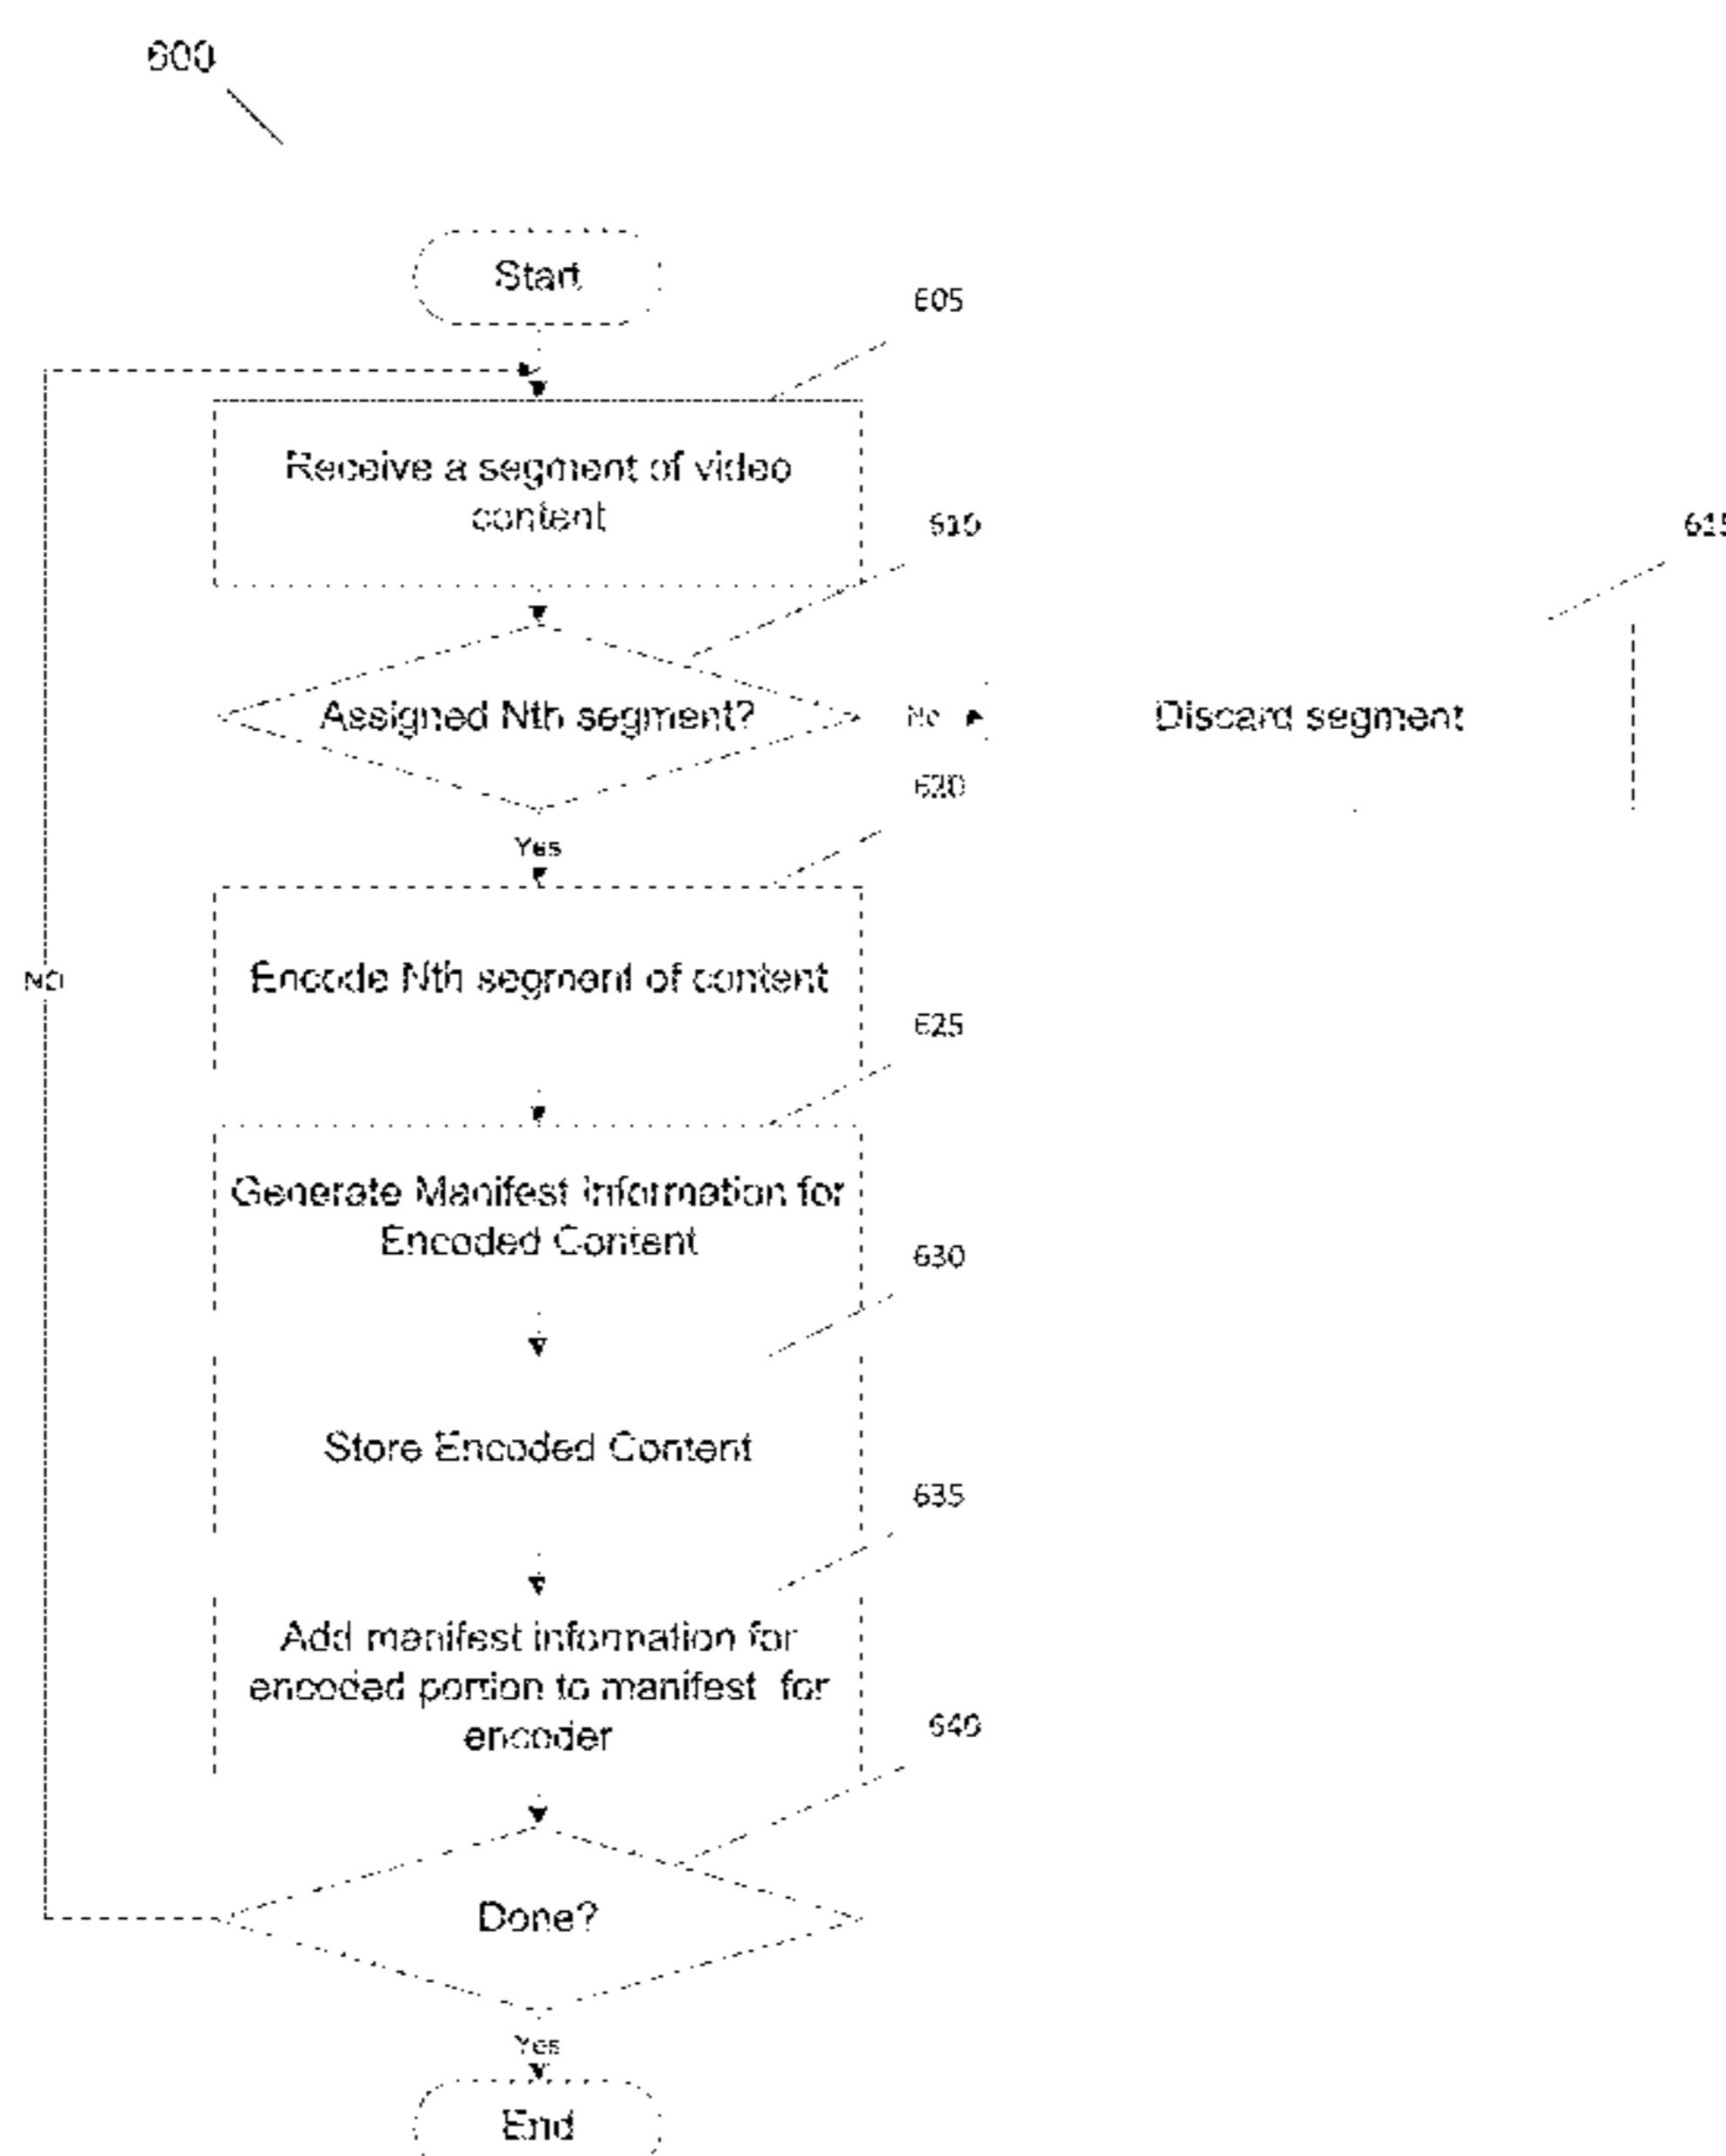 600
Start
605
Receive a segment of video
content
610
615
Assigned Nth segment?
No
Discard segment
620
Yes
Encode Nth segment of content
NO
625
Generate Manifest Information for
Encoded Content
630
Store Encoded Content
635
Add manifest information for
encoded portion to manifest for
encoder
640
Done?
Yes
End